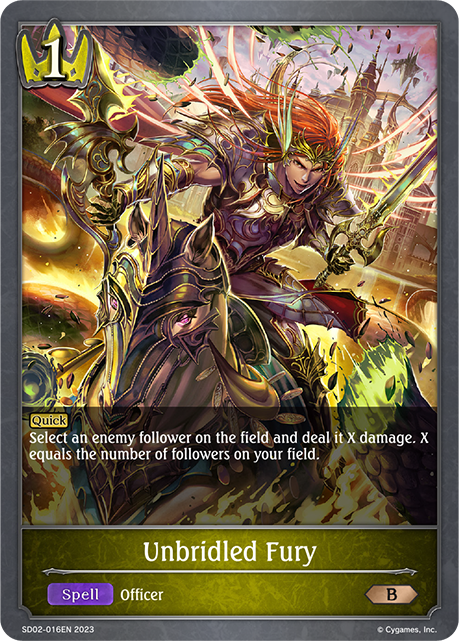 1
Quick
Select an enemy follower on the field and deal it X damage. X
equals the number of followers on your field.
Unbridled Fury
Spell Officer B
SD02-016EN 2023 © Cygames, Inc.